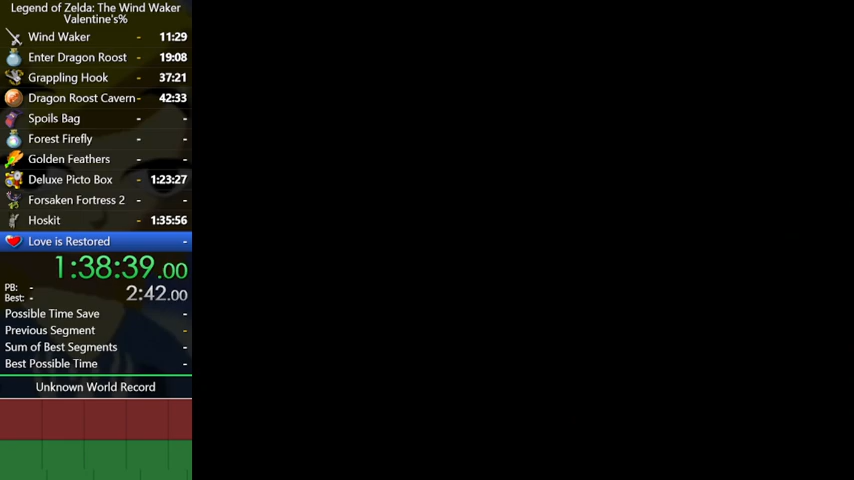 Legend of Zelda: The Wind Waker
Valentine's%
Wind Waker - 11:29
Enter Dragon Roost - 19:08
Grappling Hook - 37:21
Dragon Roost Cavern - 42:33
Spoils Bag - -
Forest Firefly - -
Golden Feathers - -
Deluxe Picto Box - 1:23:27
Forsaken Fortress 2 - -
Hoskit - 1:35:56
Love is Restored -
1:38:39.00
PB: -
Best: - 2:42.00
Possible Time Save -
Previous Segment -
Sum of Best Segments -
Best Possible Time -
Unknown World Record